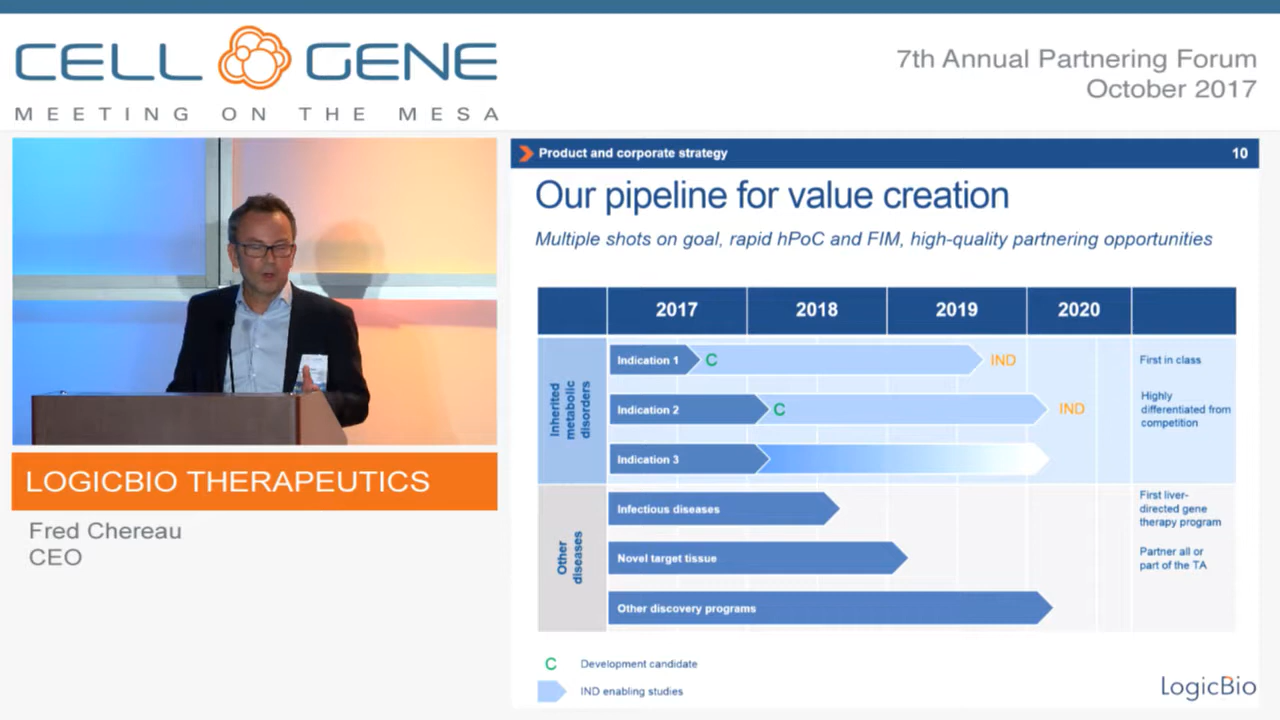 CELL GENE
MEETING ON THE MESA
7th Annual Partnering Forum
October 2017
LOGICBIO THERAPEUTICS
Fred Chereau
CEO
Product and corporate strategy
10
Our pipeline for value creation
Multiple shots on goal, rapid hPoC and FIM, high-quality partnering opportunities
2017
2018
2019
2020
Inherited
metabolic
disorders
Indication 1
C
IND
First in class
Indication 2
C
IND
Highly
differentiated from
competition
Indication 3
Other
diseases
Infectious diseases
First liver-
directed gene
therapy program
Novel target tissue
Partner all or
part of the TA
Other discovery programs
C
Development candidate
IND enabling studies
LogicBio